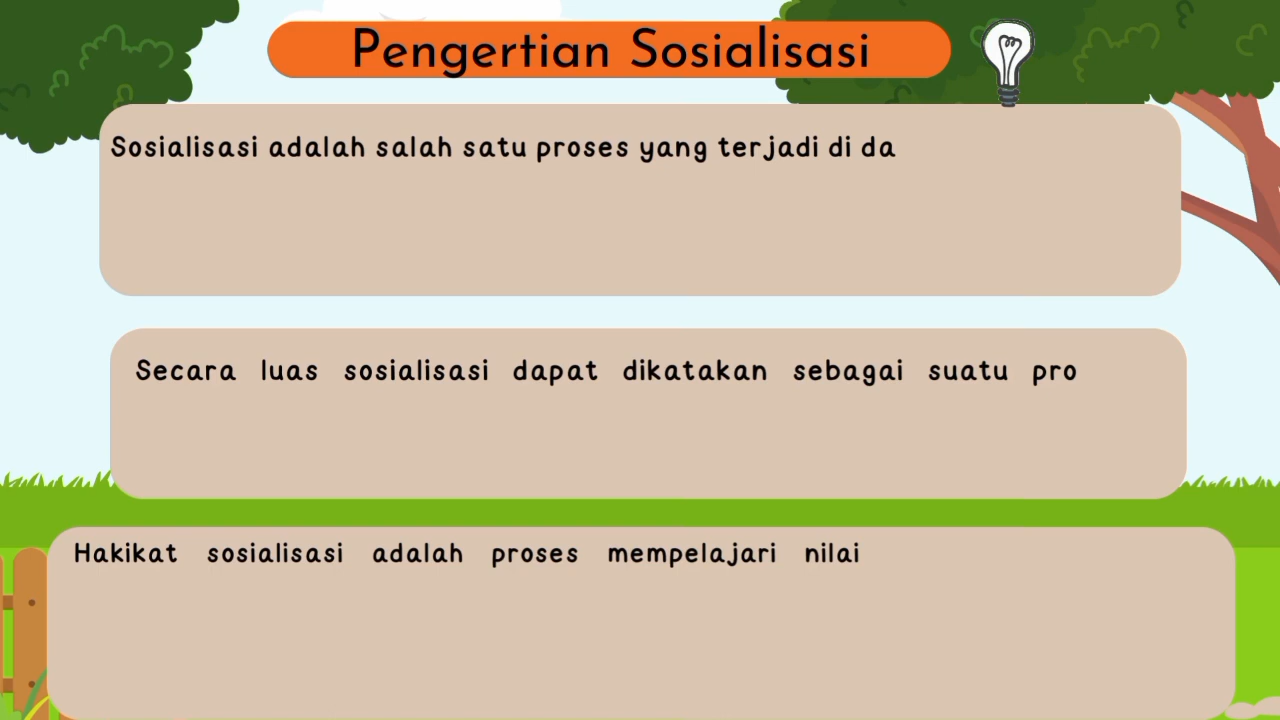 Pengertian Sosialisasi
Sosialisasi adalah salah satu proses yang terjadi di da
Secara luas sosialisasi dapat dikatakan sebagai suatu pro
Hakikat sosialisasi adalah proses mempelajari nilai